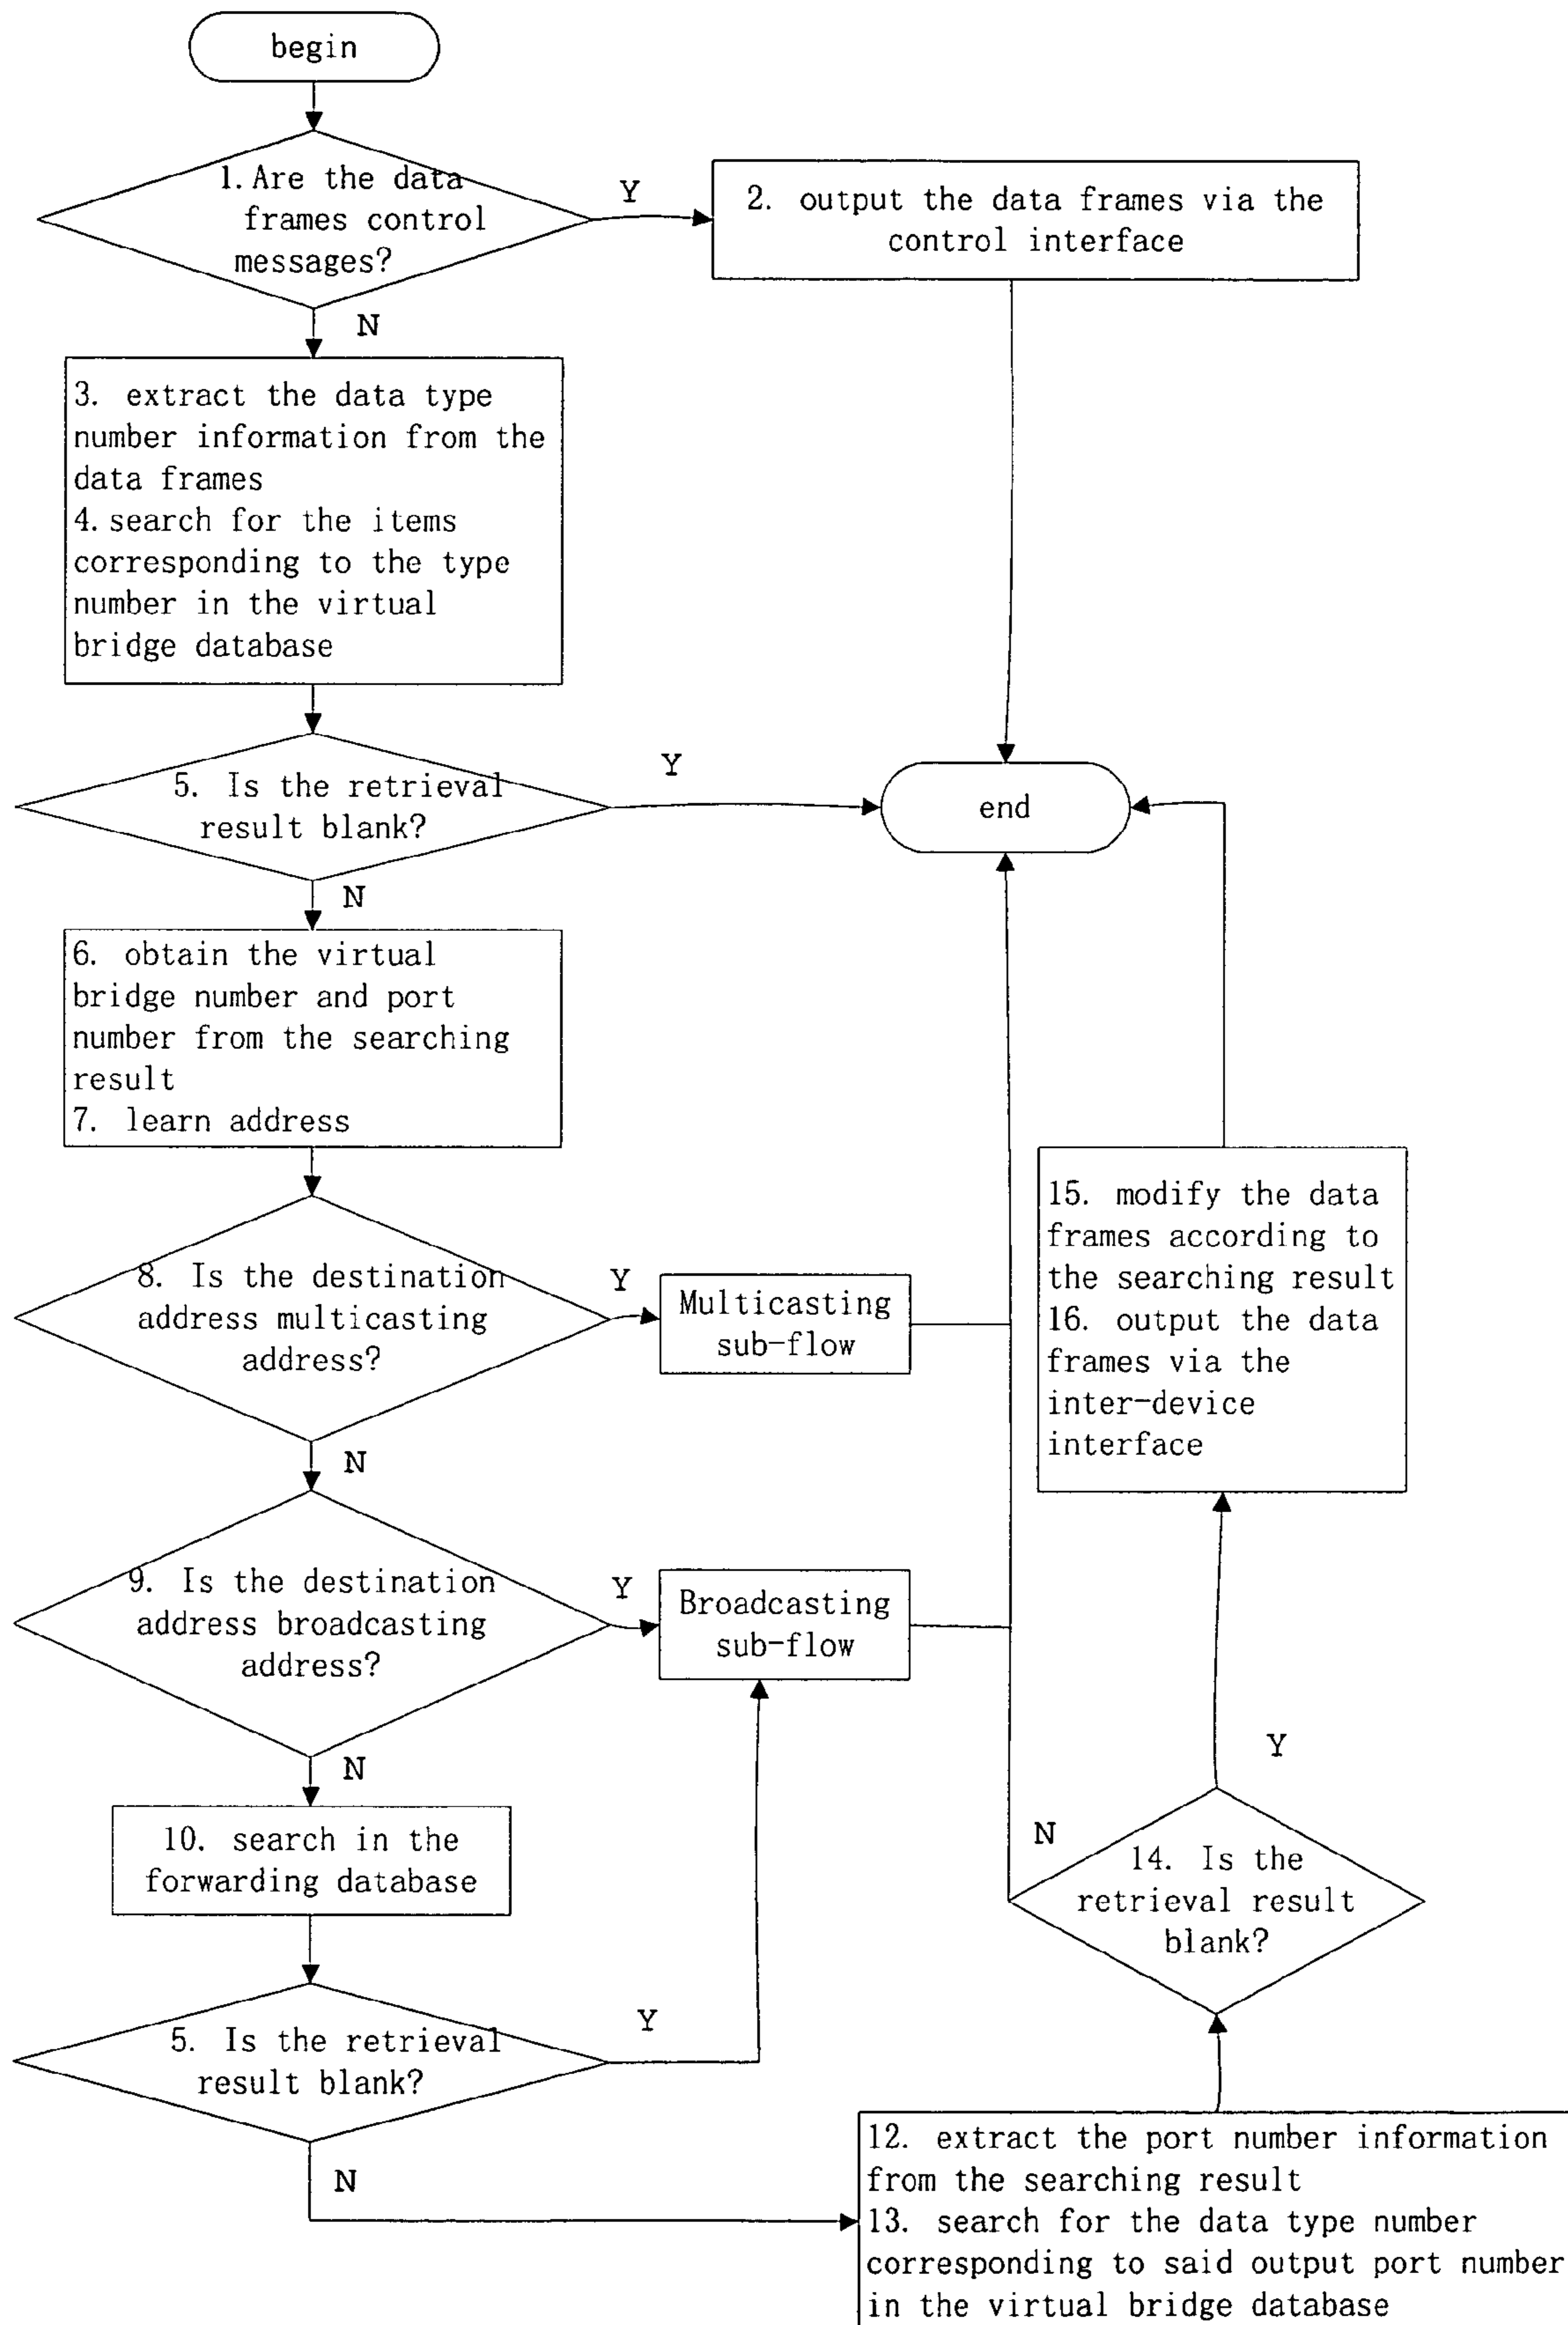 begin
1. Are the data
frames control
messages?
Y
2. output the data frames via the
control interface
N
3. extract the data type
number information from the
data frames
4. search for the items
corresponding to the type
number in the virtual
bridge database
5. Is the retrieval
result blank?
Y
end
N
6. obtain the virtual
bridge number and port
number from the searching
result
7. learn address
8. Is the destination
address multicasting
address?
Y
Multicasting
sub-flow
15. modify the data
frames according to
the searching result
16. output the data
frames via the
inter-device
interface
N
9. Is the destination
address broadcasting
address?
Y
Broadcasting
sub-flow
N
Y
10. search in the
forwarding database
N
14. Is the
retrieval result
blank?
5. Is the retrieval
result blank?
Y
N
12. extract the port number information
from the searching result
13. search for the data type number
corresponding to said output port number
in the virtual bridge database